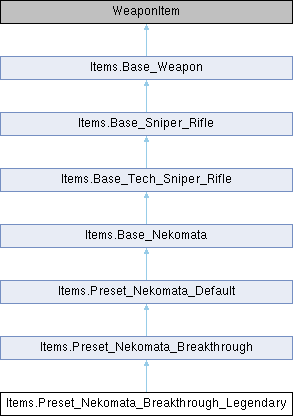 WeaponItem
Items.Base_Weapon
Items.Base_Sniper_Rifle
Items.Base_Tech_Sniper_Rifle
Items.Base_Nekomata
Items.Preset_Nekomata_Default
Items.Preset_Nekomata_Breakthrough
Items.Preset_Nekomata_Breakthrough_Legendary